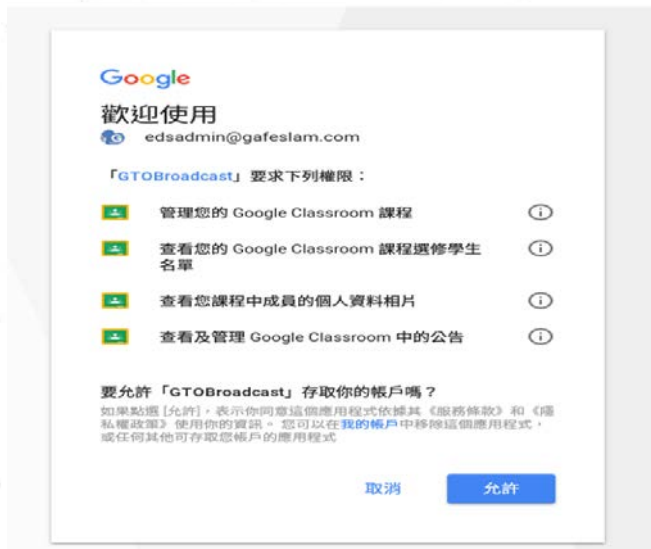 Google
歡迎使用
edsadmin@gafeslam.com
「GTOBroadcast」要求下列權限：
管理您的 Google Classroom 課程
查看您的 Google Classroom 課程選修學生
名單
查看您課程中成員的個人資料相片
查看及管理 Google Classroom 中的公告
要允許「GTOBroadcast」存取你的帳戶嗎？
如果點選 [允許]，表示你同意這個應用程式依據其《服務條款》和《隱
私權政策》使用你的資訊。您可以在我的帳戶中移除這個應用程式，
或任何其他可存取您帳戶的應用程式
取消
允許